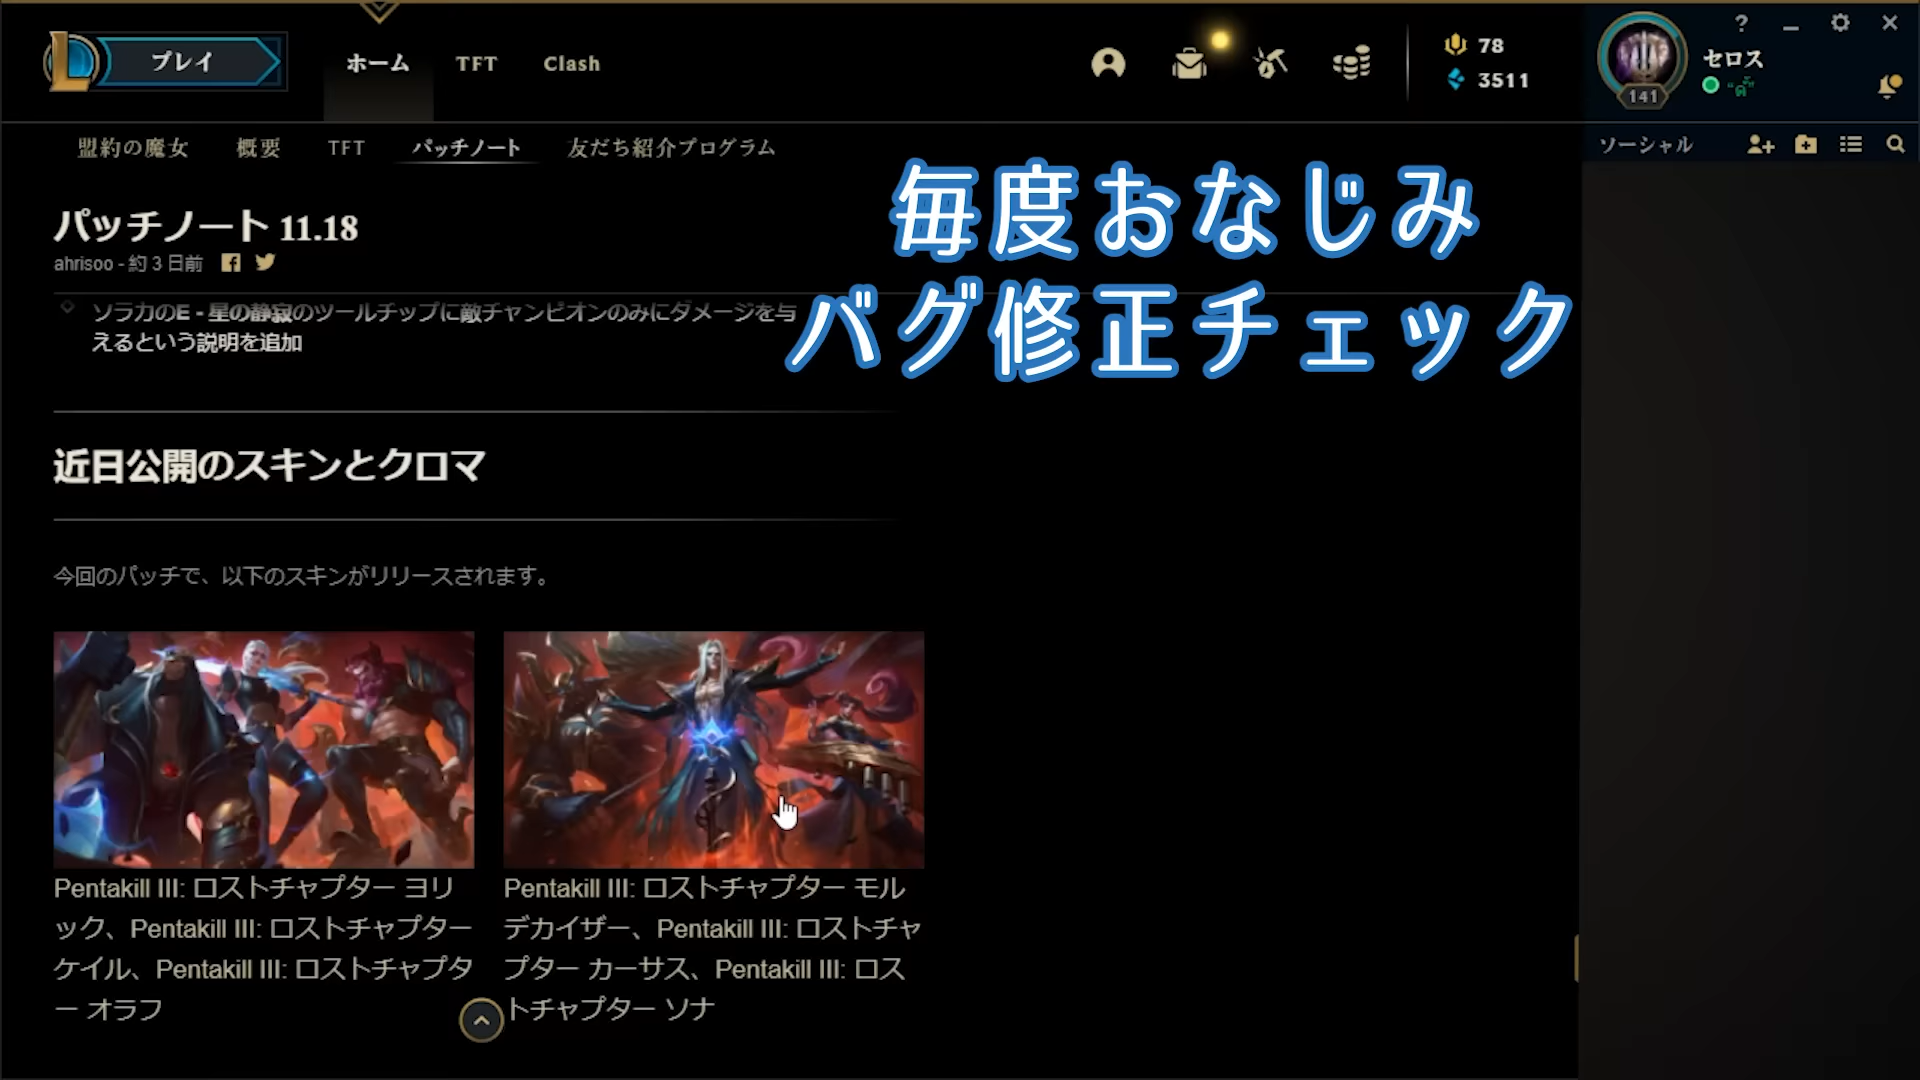 プレイ
ホーム
TFT
Clash
78
3511
141
セロス
盟約の魔女
概要
TFT
パッチノート
友だち紹介プログラム
ソーシャル
毎度おなじみ
バグ修正チェック
パッチノート 11.18
ahrisoo - 約 3 日前
ソラカのE - 星の静寂のツールチップに敵チャンピオンのみにダメージを与
えるという説明を追加
近日公開のスキンとクロマ
今回のパッチで、以下のスキンがリリースされます。
Pentakill III: ロストチャプター ヨリ
ック、Pentakill III: ロストチャプター
ケイル、Pentakill III: ロストチャプタ
ー オラフ
Pentakill III: ロストチャプター モル
デカイザー、Pentakill III: ロストチャ
プター カーサス、Pentakill III: ロス
トチャプター ソナ